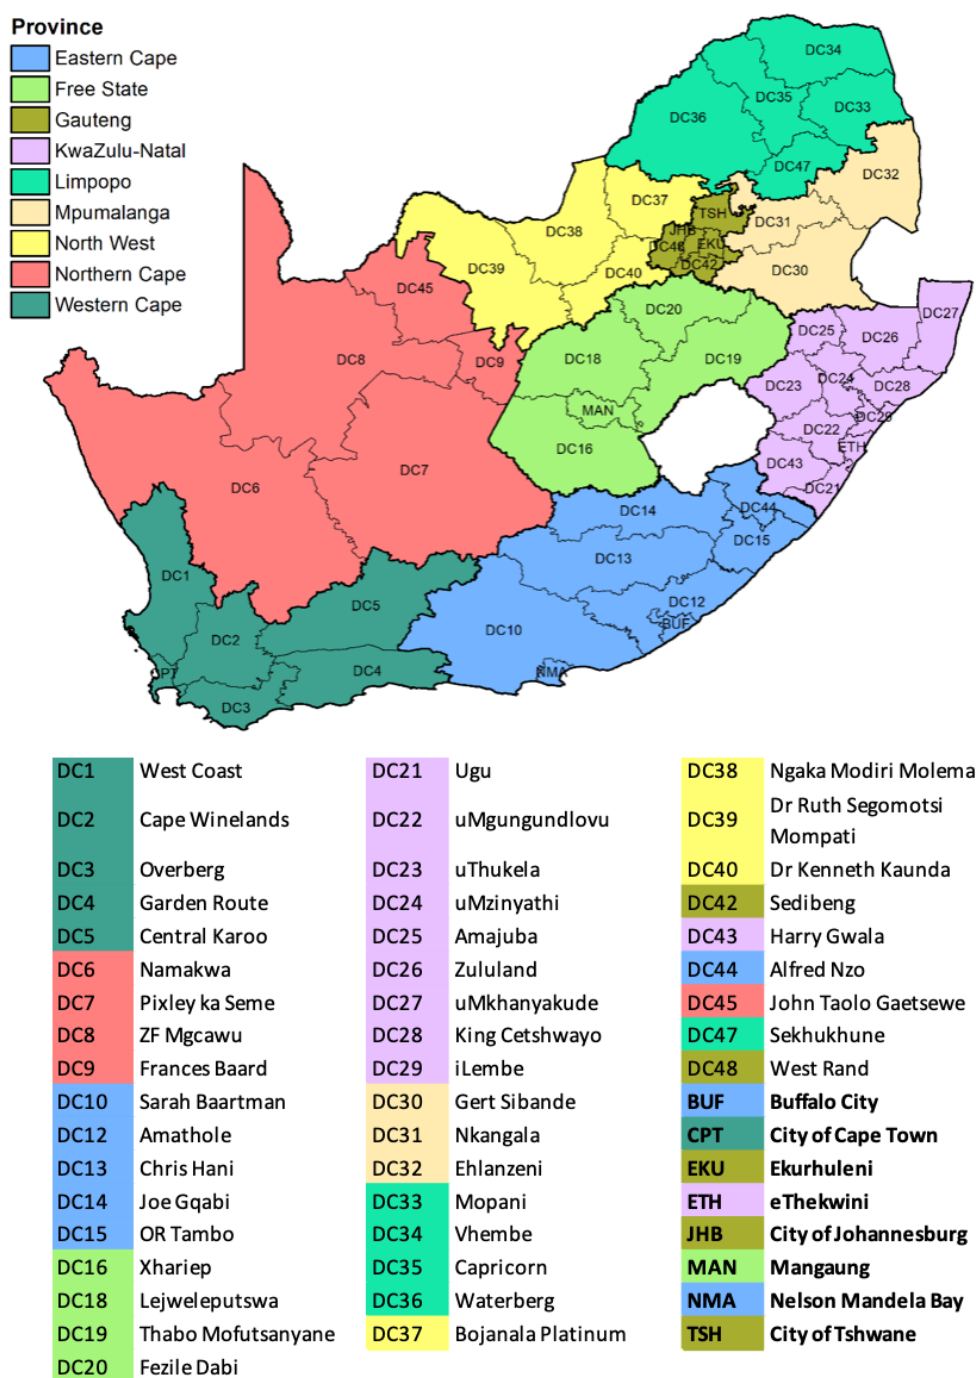 Province
Eastern Cape
Free State
Gauteng
KwaZulu-Natal
Limpopo
Mpumalanga
North West
Northern Cape
Western Cape
DC34
DC35
DC33
DC36
DC47
DC32
DC37
TSH
DC31
DC38
JHB
EKU
DC39
DC40
DC42
DC30
DC45
DC20
DC27
DC25
DC26
DC8
DC9
DC18
DC19
DC23
DC24
DC28
MAN
DC29
DC22
ETH
DC16
DC43
DC7
DC6
DC21
DC14
DC44
DC15
DC13
DC1
DC5
DC12
BUF
DC10
DC2
DC4
NMA
DC3
DC1 West Coast
DC2 Cape Winelands
DC3 Overberg
DC4 Garden Route
DC5 Central Karoo
DC6 Namakwa
DC7 Pixley ka Seme
DC8 ZF Mgcawu
DC9 Frances Baard
DC10 Sarah Baartman
DC12 Amathole
DC13 Chris Hani
DC14 Joe Gqabi
DC15 OR Tambo
DC16 Xhariep
DC18 Lejweleputswa
DC19 Thabo Mofutsanyane
DC20 Fezile Dabi
DC21 Ugu
DC22 uMgungundlovu
DC23 uThukela
DC24 uMzinyathi
DC25 Amajuba
DC26 Zululand
DC27 uMkhanyakude
DC28 King Cetshwayo
DC29 iLembe
DC30 Gert Sibande
DC31 Nkangala
DC32 Ehlanzeni
DC33 Mopani
DC34 Vhembe
DC35 Capricorn
DC36 Waterberg
DC37 Bojanala Platinum
DC38 Ngaka Modiri Molema
DC39 Dr Ruth Segomotsi
Mompati
DC40 Dr Kenneth Kaunda
DC42 Sedibeng
DC43 Harry Gwala
DC44 Alfred Nzo
DC45 John Taolo Gaetsewe
DC47 Sekhukhune
DC48 West Rand
BUF Buffalo City
CPT City of Cape Town
EKU Ekurhuleni
ETH eThekwini
JHB City of Johannesburg
MAN Mangaung
NMA Nelson Mandela Bay
TSH City of Tshwane